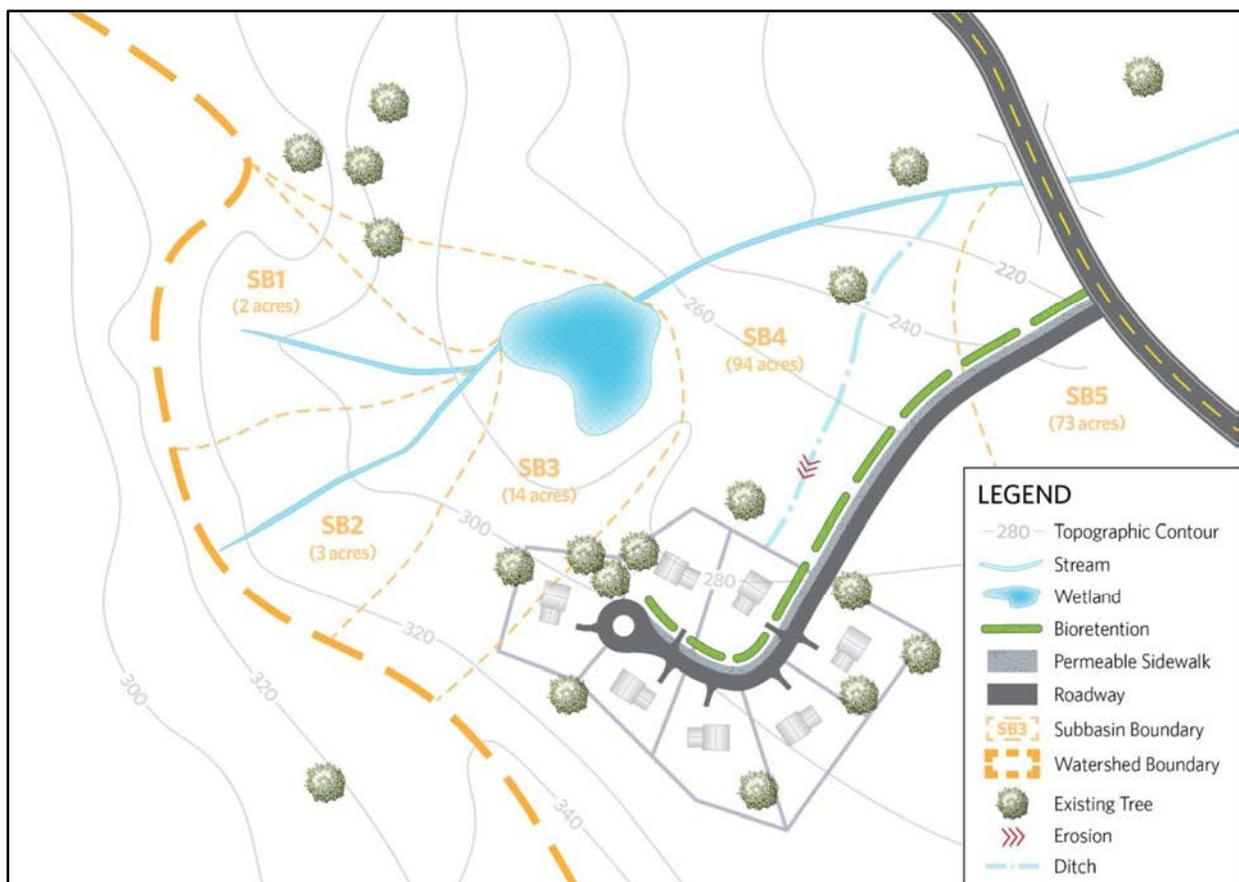 SB1
(2 acres)
SB2
(3 acres)
SB3
(14 acres)
SB4
(94 acres)
SB5
(73 acres)
220
240
260
280
300
320
300
320
340
LEGEND
280 Topographic Contour
Stream
Wetland
Bioretention
Permeable Sidewalk
Roadway
SB3 Subbasin Boundary
Watershed Boundary
Existing Tree
Erosion
Ditch